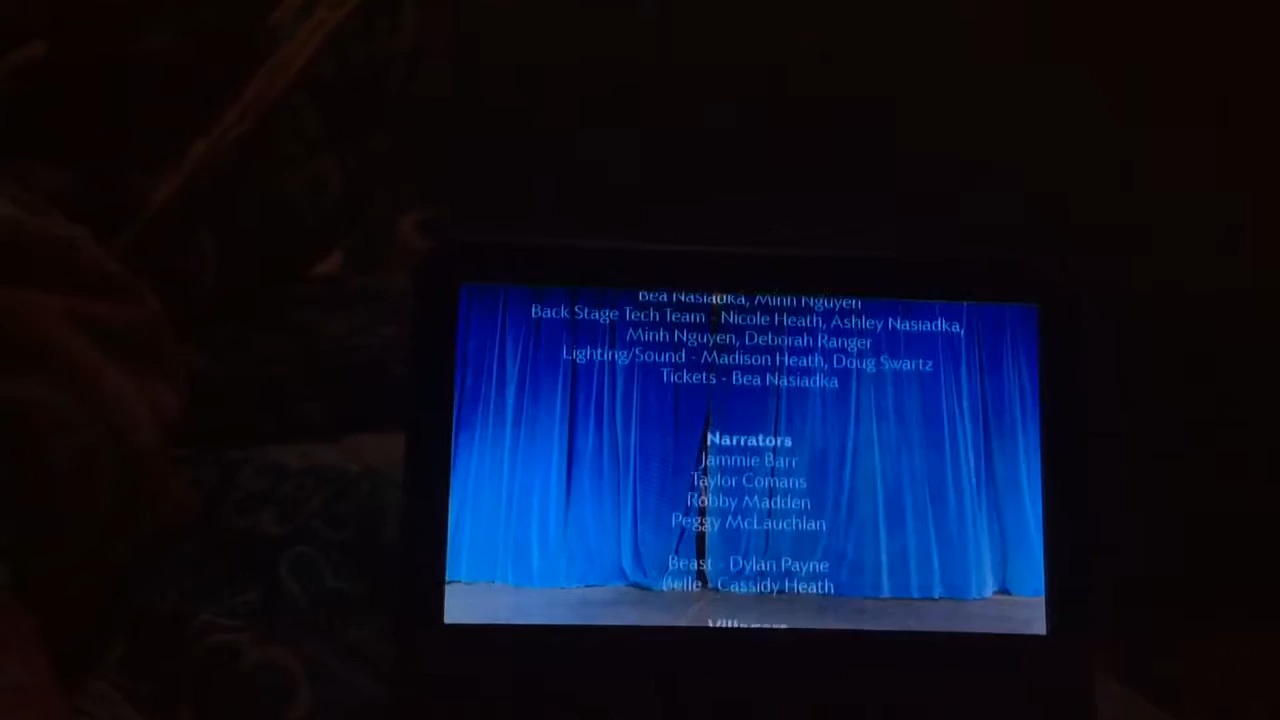 Bea Nasiadka, Minh Nguyen
Back Stage Tech Team - Nicole Heath, Ashley Nasiadka,
Minh Nguyen, Deborah Ranger
Lighting/Sound - Madison Heath, Doug Swartz
Tickets - Bea Nasiadka
Narrators
Jammie Barr
Taylor Comans
Robby Madden
Peggy McLauchlan
Beast - Dylan Payne
Belle - Cassidy Heath
Villagers